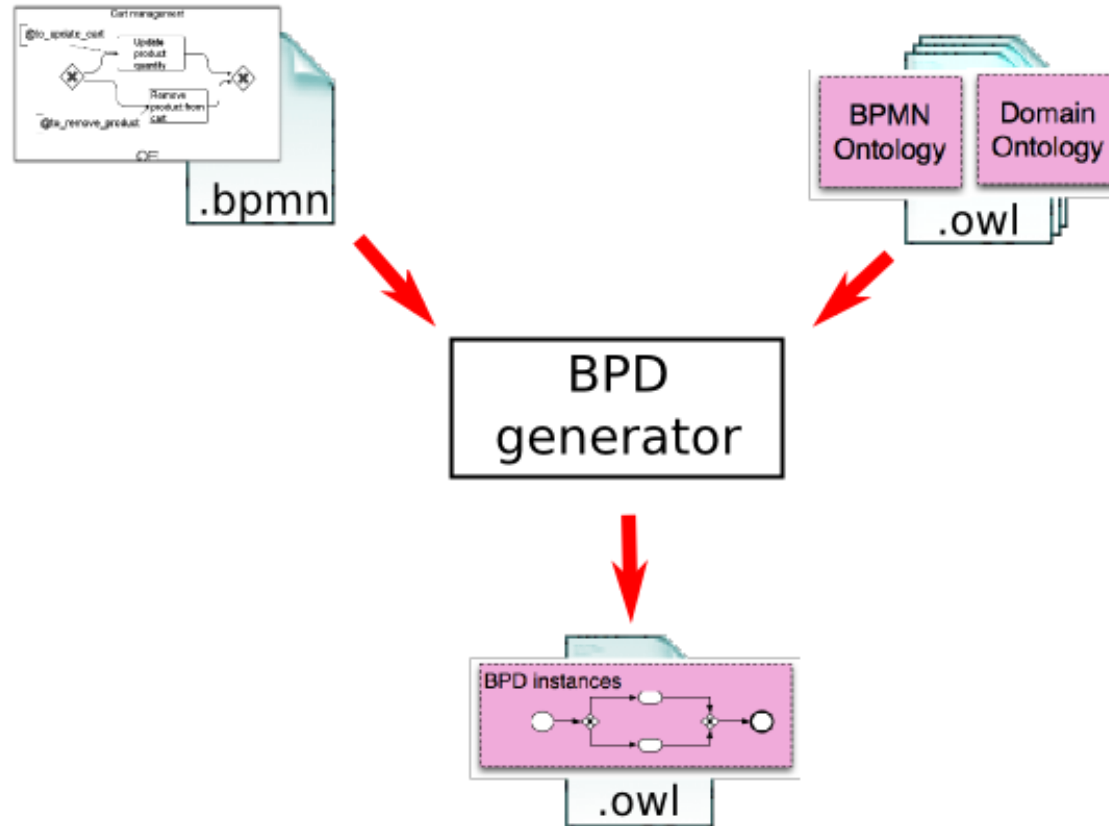 Cart management
@to_update_cart
Update
product
quantity
Remove
product from
cart
@to_remove_product
.bpmn
BPMN
Ontology
Domain
Ontology
.owl
BPD
generator
BPD instances
.owl